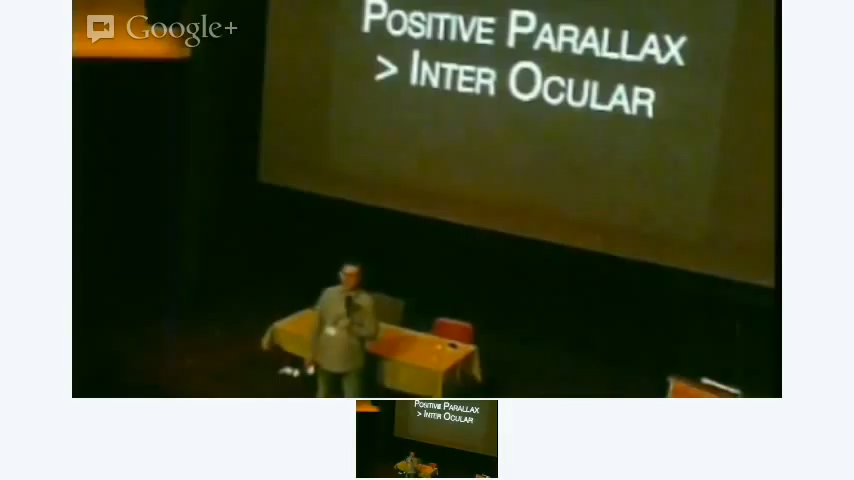 Google+
POSITIVE PARALLAX
> INTER OCULAR
POSITIVE PARALLAX
> INTER OCULAR